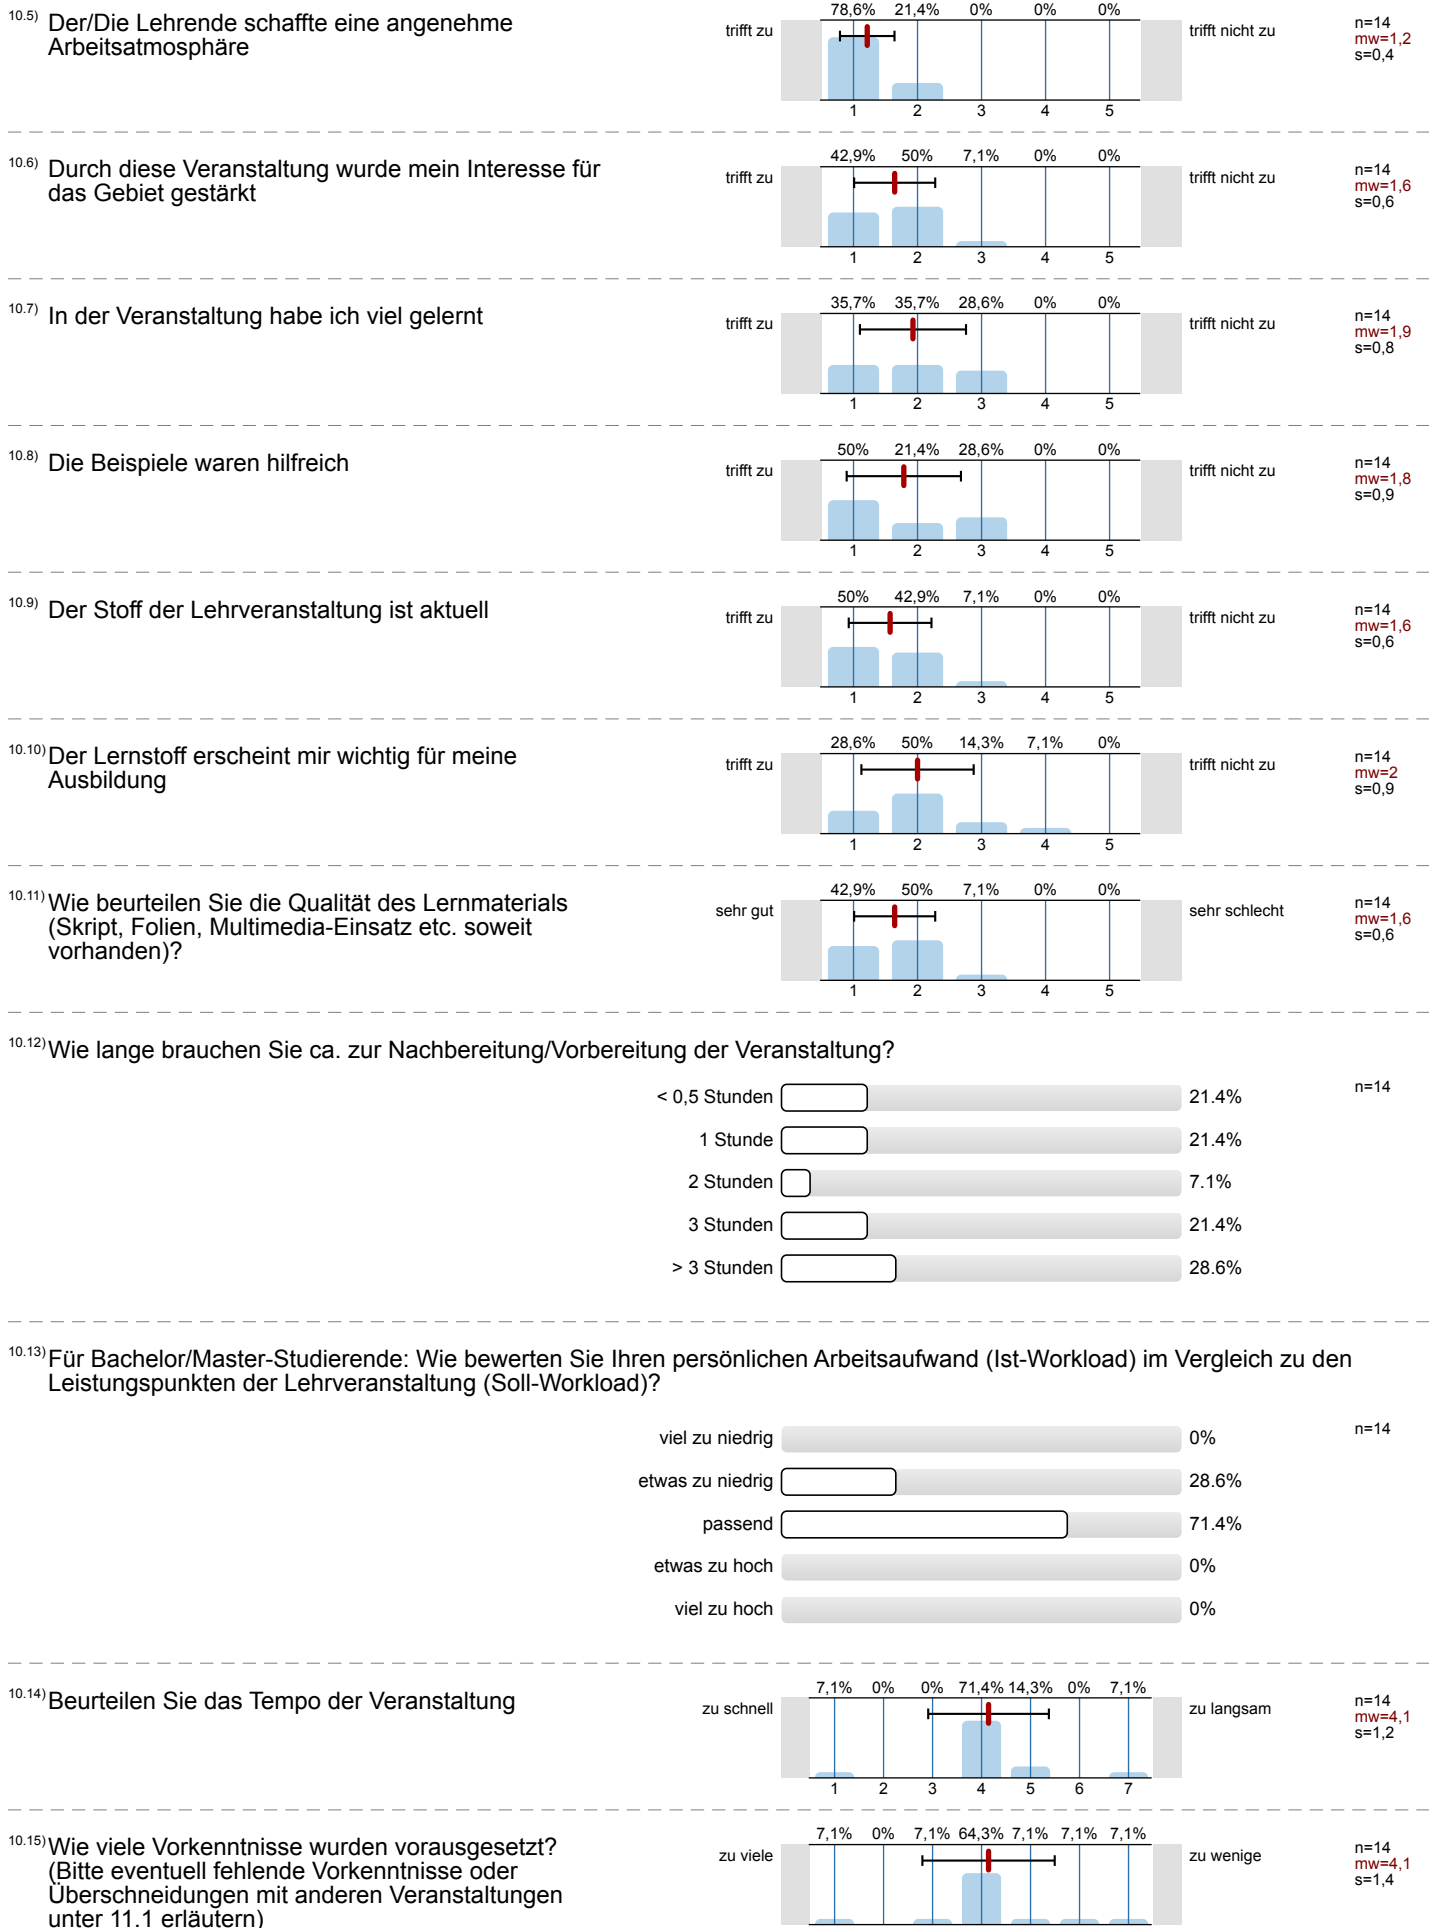 10.5) Der/Die Lehrende schaffte eine angenehme
Arbeitsatmosphäre
78,6% 21,4% 0% 0% 0%
trifft zu
trifft nicht zu
1 2 3 4 5
n=14
mw=1,2
s=0,4
10.6) Durch diese Veranstaltung wurde mein Interesse für
das Gebiet gestärkt
42,9% 50% 7,1% 0% 0%
trifft zu
trifft nicht zu
1 2 3 4 5
n=14
mw=1,6
s=0,6
10.7) In der Veranstaltung habe ich viel gelernt
35,7% 35,7% 28,6% 0% 0%
trifft zu
trifft nicht zu
1 2 3 4 5
n=14
mw=1,9
s=0,8
10.8) Die Beispiele waren hilfreich
50% 21,4% 28,6% 0% 0%
trifft zu
trifft nicht zu
1 2 3 4 5
n=14
mw=1,8
s=0,9
10.9) Der Stoff der Lehrveranstaltung ist aktuell
50% 42,9% 7,1% 0% 0%
trifft zu
trifft nicht zu
1 2 3 4 5
n=14
mw=1,6
s=0,6
10.10) Der Lernstoff erscheint mir wichtig für meine
Ausbildung
28,6% 50% 14,3% 7,1% 0%
trifft zu
trifft nicht zu
1 2 3 4 5
n=14
mw=2
s=0,9
10.11) Wie beurteilen Sie die Qualität des Lernmaterials
(Skript, Folien, Multimedia-Einsatz etc. soweit
vorhanden)?
42,9% 50% 7,1% 0% 0%
sehr gut
sehr schlecht
1 2 3 4 5
n=14
mw=1,6
s=0,6
10.12) Wie lange brauchen Sie ca. zur Nachbereitung/Vorbereitung der Veranstaltung?
< 0,5 Stunden 21.4% n=14
1 Stunde 21.4%
2 Stunden 7.1%
3 Stunden 21.4%
> 3 Stunden 28.6%
10.13) Für Bachelor/Master-Studierende: Wie bewerten Sie Ihren persönlichen Arbeitsaufwand (Ist-Workload) im Vergleich zu den
Leistungspunkten der Lehrveranstaltung (Soll-Workload)?
viel zu niedrig 0% n=14
etwas zu niedrig 28.6%
passend 71.4%
etwas zu hoch 0%
viel zu hoch 0%
10.14) Beurteilen Sie das Tempo der Veranstaltung
7,1% 0% 0% 71,4% 14,3% 0% 7,1%
zu schnell
zu langsam
1 2 3 4 5 6 7
n=14
mw=4,1
s=1,2
10.15) Wie viele Vorkenntnisse wurden vorausgesetzt?
(Bitte eventuell fehlende Vorkenntnisse oder
Überschneidungen mit anderen Veranstaltungen
unter 11.1 erläutern)
7,1% 0% 7,1% 64,3% 7,1% 7,1% 7,1%
zu viele
zu wenige
n=14
mw=4,1
s=1,4